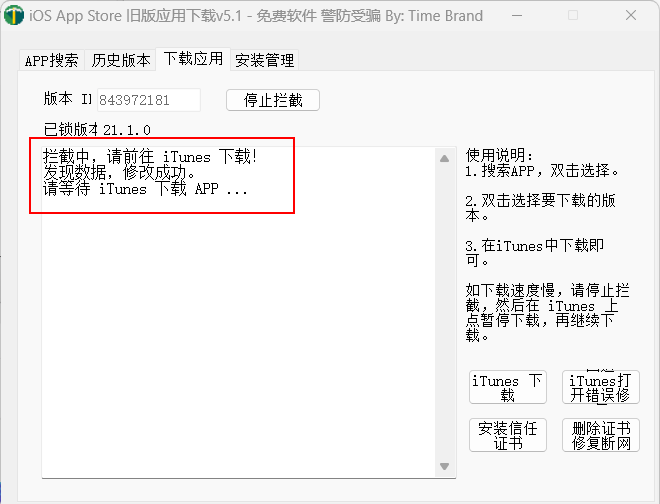 iOS App Store 旧版应用下载v5.1 - 免费软件 警防受骗 By: Time Brand
APP搜索 历史版本 下载应用 安装管理
版本 II 843972181 停止拦截
已锁版本 21.1.0
拦截中，请前往 iTunes 下载!
发现数据，修改成功。
请等待 iTunes 下载 APP ...
使用说明:
1.搜索APP，双击选择。
2.双击选择要下载的版
本。
3.在iTunes中下载即
可。
如下载速度慢，请停止拦
截，然后在 iTunes 上
点暂停下载，再继续下
载。
iTunes 下
载
iTunes打
开错误修
安装信任
证书
删除证书
修复断网